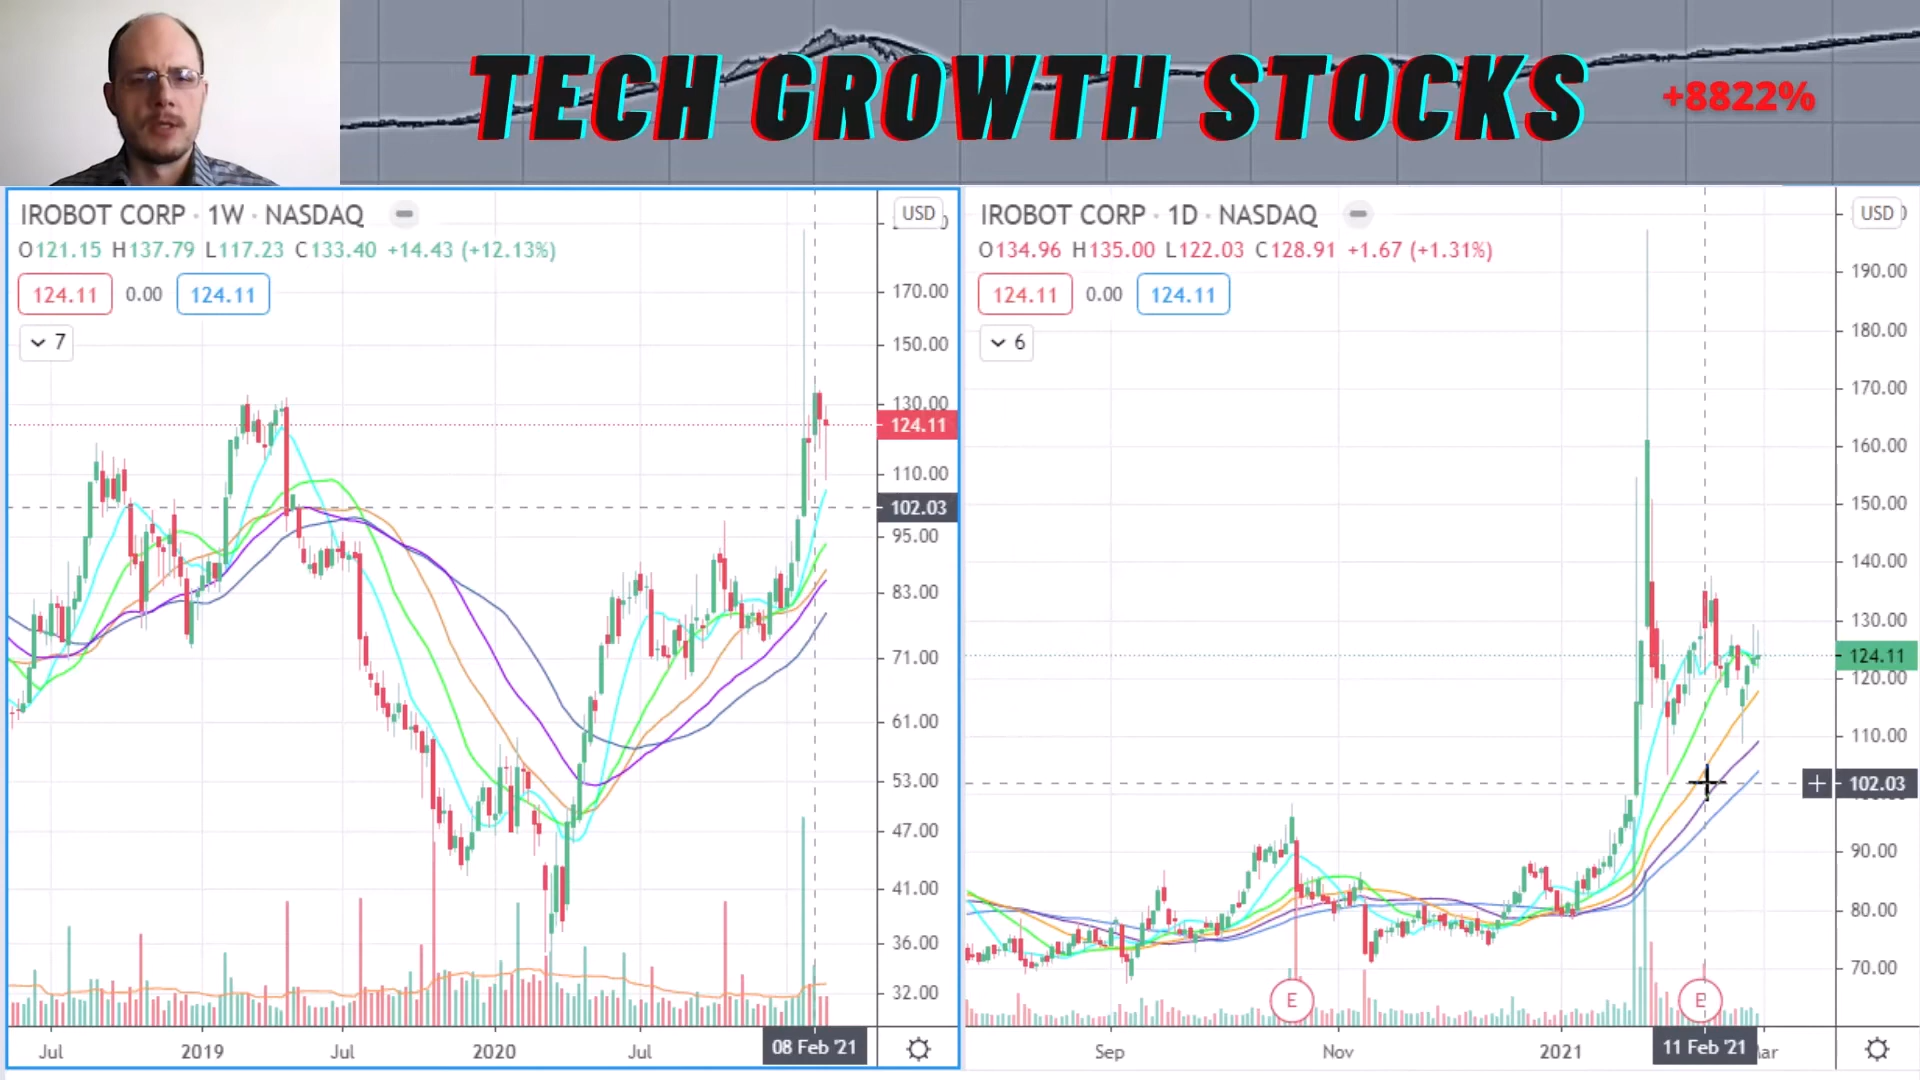 TECH GROWTH STOCKS
+8822%
IROBOT CORP · 1W · NASDAQ
USD
O121.15 H137.79 L117.23 C133.40 +14.43 (+12.13%)
124.11 0.00 124.11
7
170.00
150.00
130.00
124.11
110.00
102.03
95.00
83.00
71.00
61.00
53.00
47.00
41.00
36.00
32.00
Jul 2019 Jul 2020 Jul 08 Feb '21
IROBOT CORP · 1D · NASDAQ
USD
O134.96 H135.00 L122.03 C128.91 +1.67 (+1.31%)
124.11 0.00 124.11
6
190.00
180.00
170.00
160.00
150.00
140.00
130.00
124.11
120.00
110.00
102.03
90.00
80.00
70.00
E E
Sep Nov 2021 11 Feb '21 ar